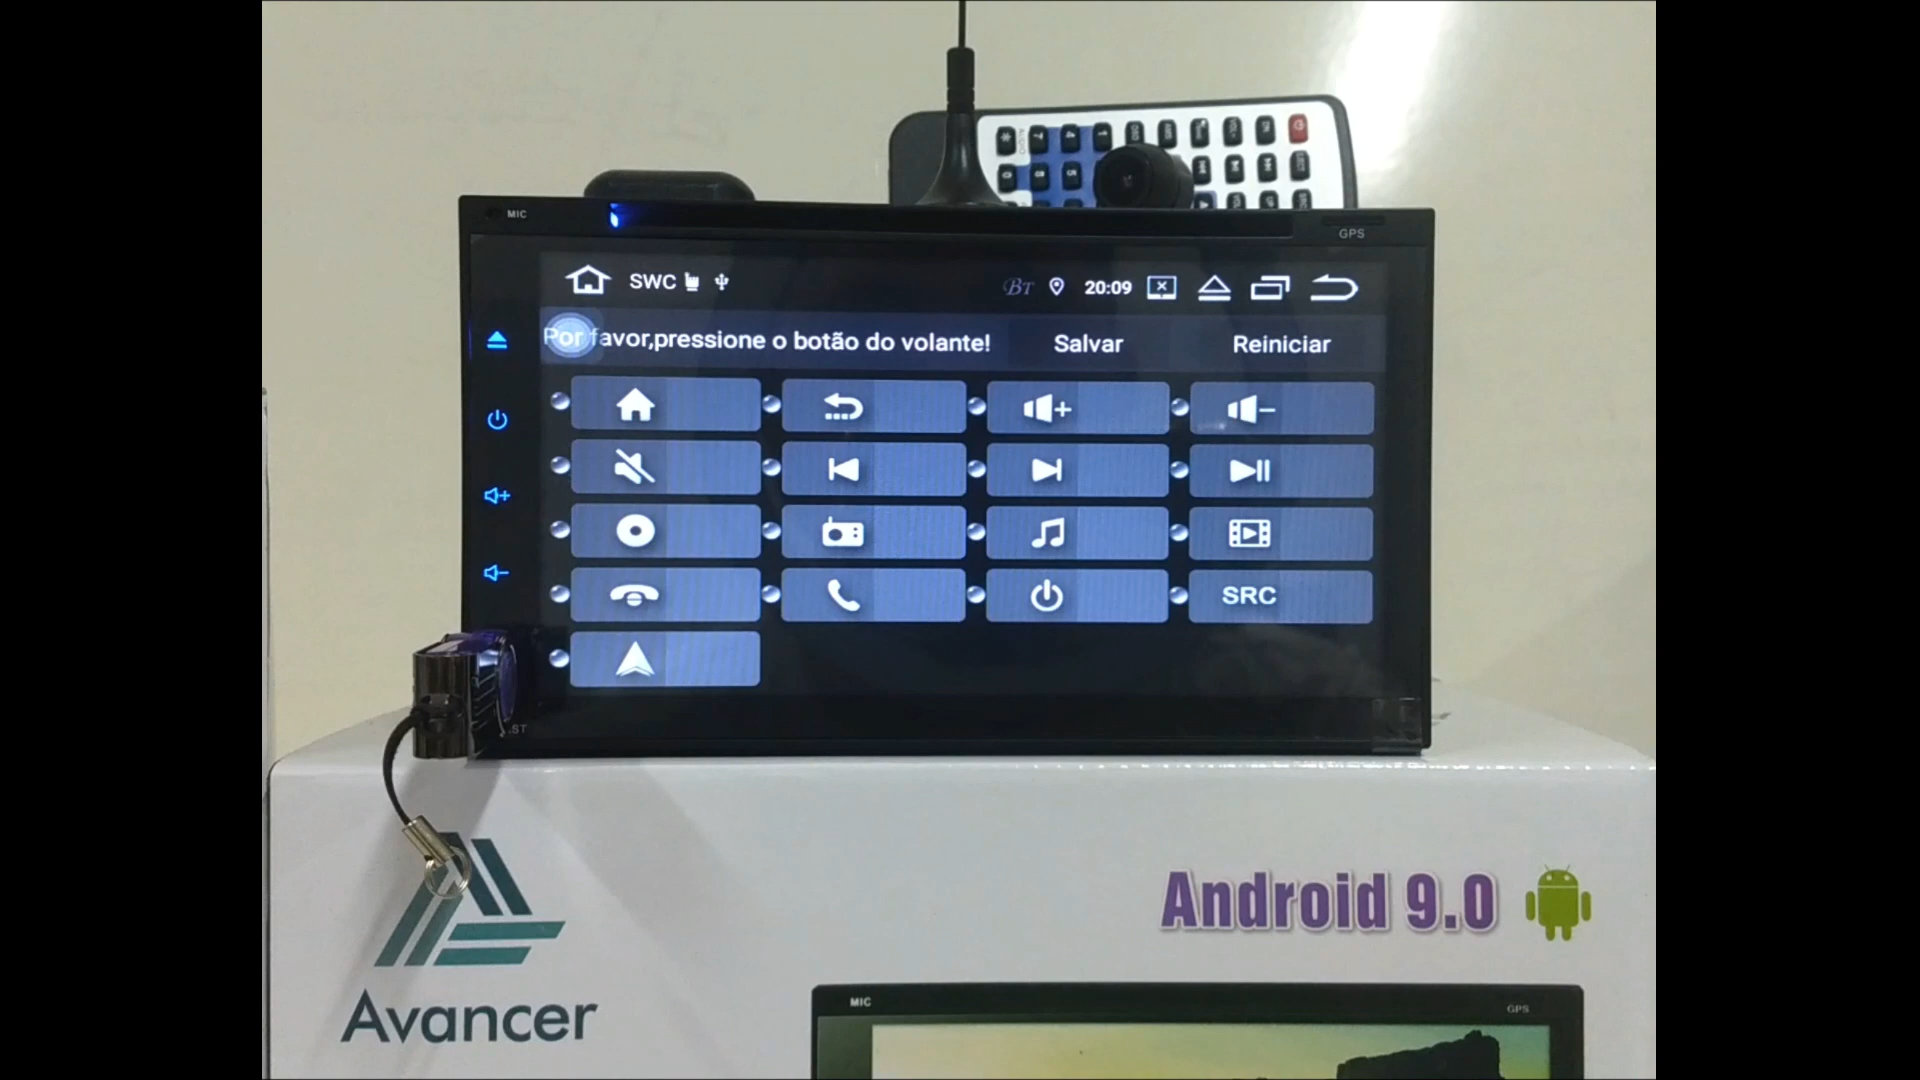 MIC
GPS
SWC
BT
20:09
Por favor,pressione o botão do volante!
Salvar
Reiniciar
SRC
Android 9.0
Avancer
MIC
GPS